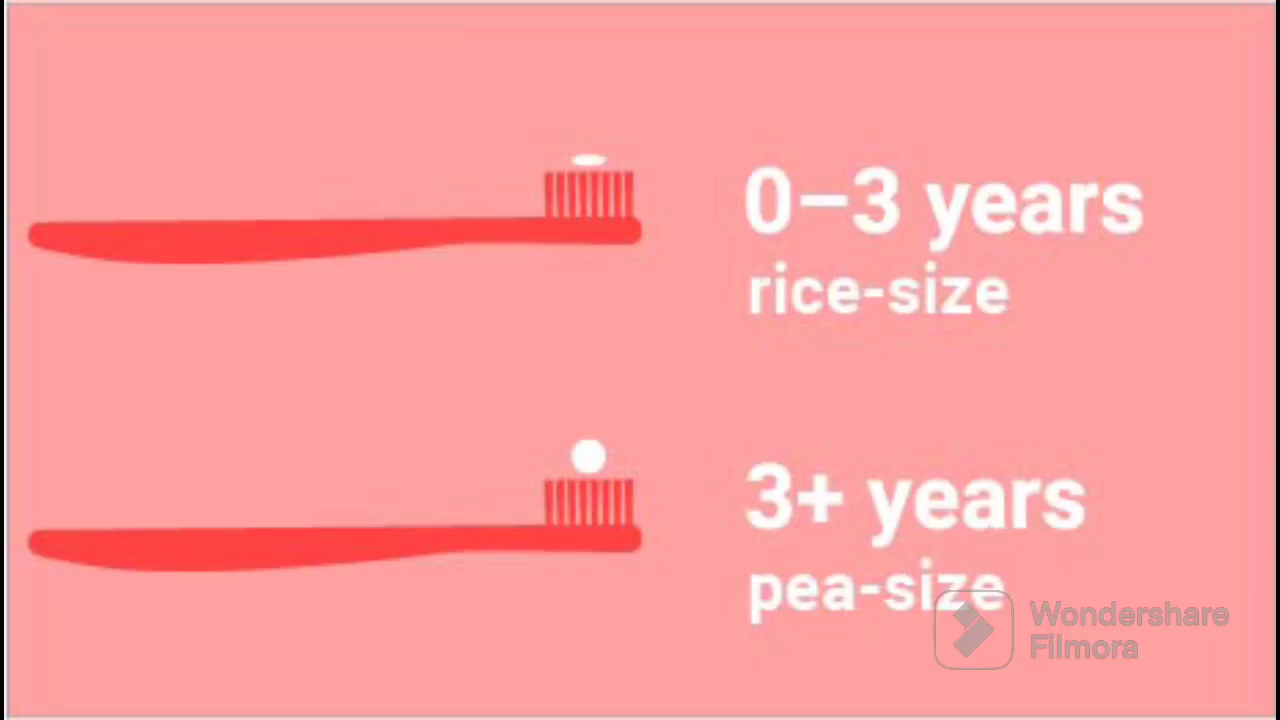 0–3 years
rice-size
3+ years
pea-size
Wondershare
Filmora